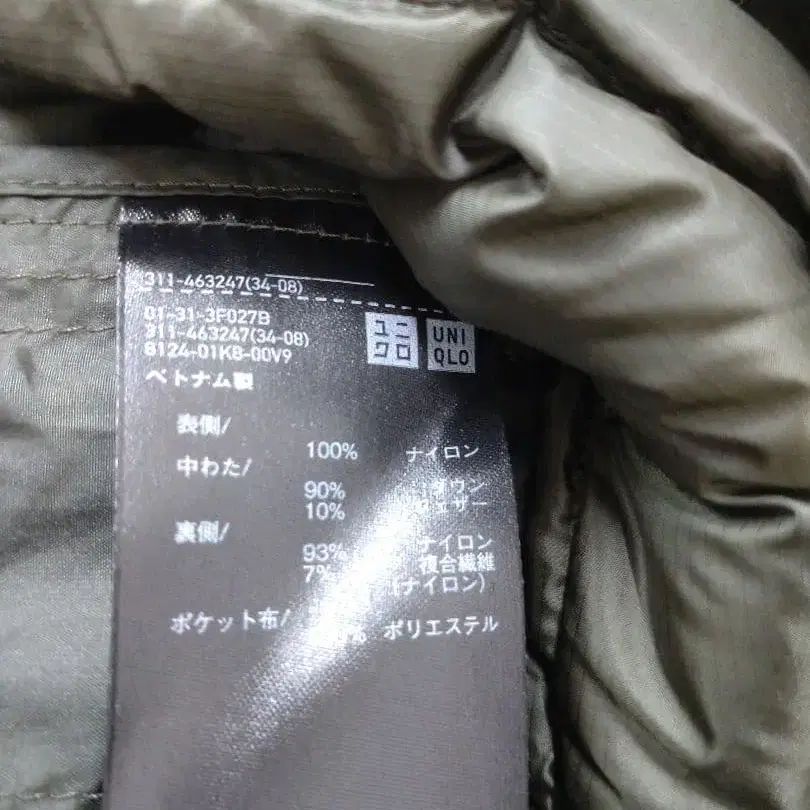 311-463247(34-08)
01-31-3F027B
311-463247(34-08)
8124-01K8-00V9
ユニ
クロ
UNI
QLO
ベトナム製
表側/
100% ナイロン
中わた/
90% ダウン
10%
裏側/
93% ナイロン
7% 複合繊維
(ナイロン)
ポケット布/
% ポリエステル